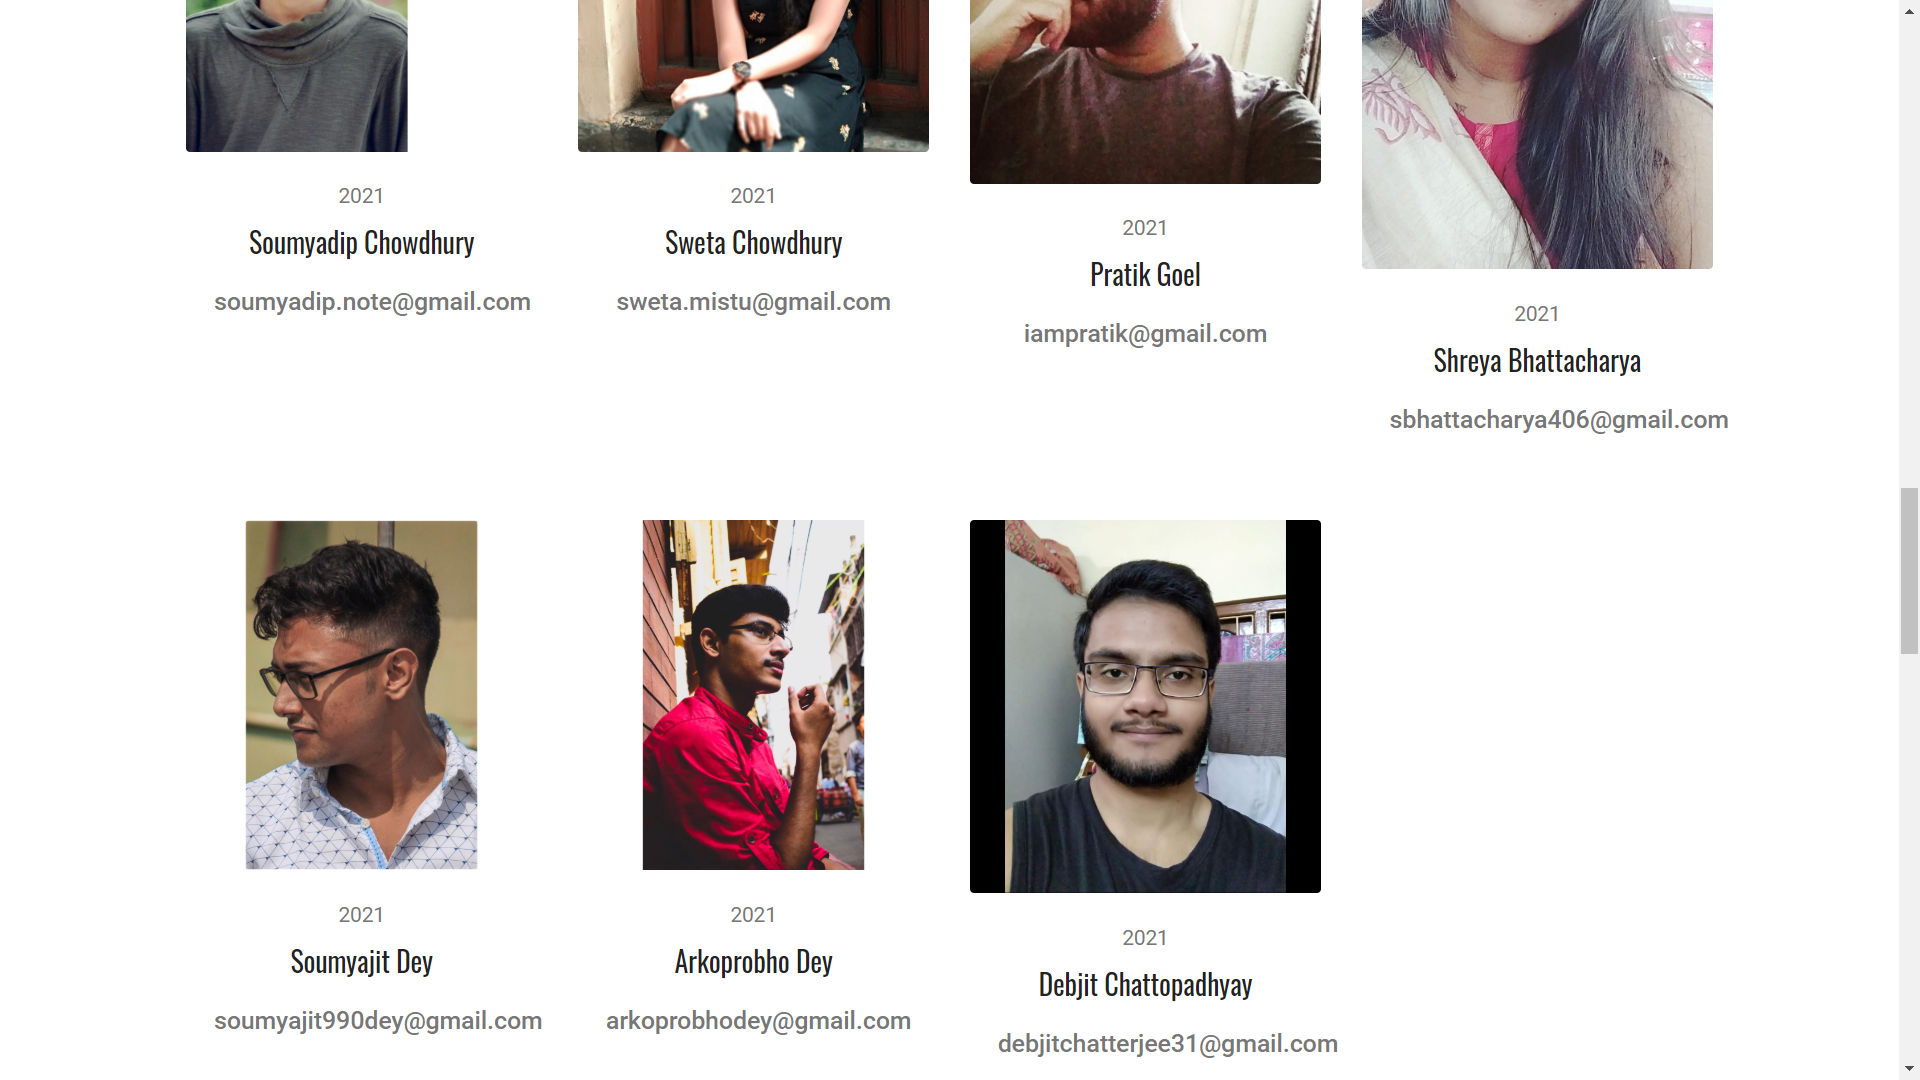 2021
Soumyadip Chowdhury
soumyadip.note@gmail.com
2021
Sweta Chowdhury
sweta.mistu@gmail.com
2021
Pratik Goel
iampratik@gmail.com
2021
Shreya Bhattacharya
sbhattacharya406@gmail.com
2021
Soumyajit Dey
soumyajit990dey@gmail.com
2021
Arkoprobho Dey
arkoprobhodey@gmail.com
2021
Debjit Chattopadhyay
debjitchatterjee31@gmail.com